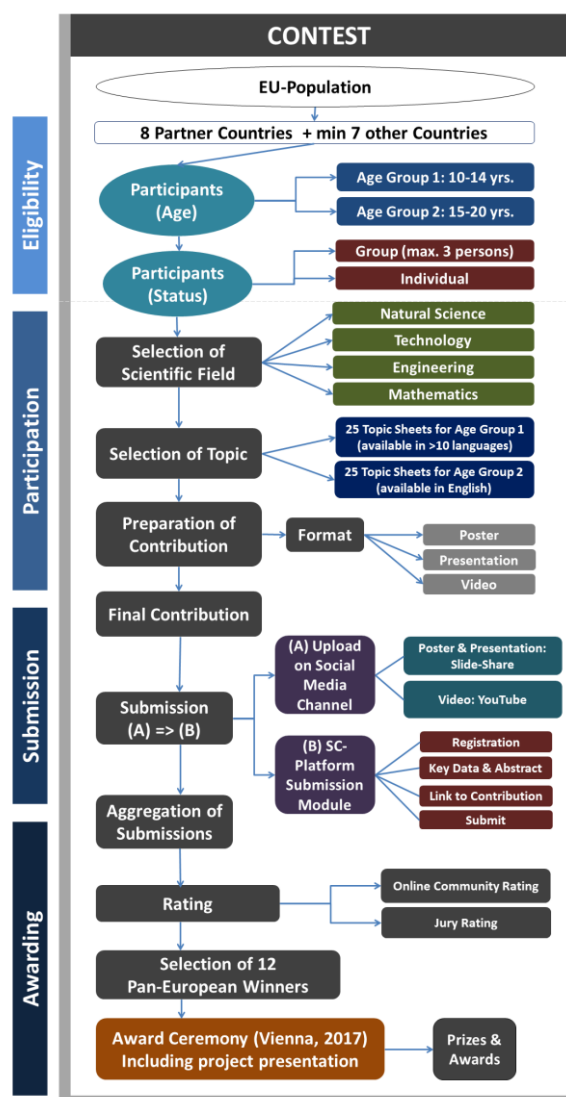 CONTEST
EU-Population
8 Partner Countries + min 7 other Countries
Eligibility
Participants
(Age)
Age Group 1: 10-14 yrs.
Age Group 2: 15-20 yrs.
Participants
(Status)
Group (max. 3 persons)
Individual
Participation
Selection of
Scientific Field
Natural Science
Technology
Engineering
Mathematics
Selection of Topic
25 Topic Sheets for Age Group 1
(available in >10 languages)
25 Topic Sheets for Age Group 2
(available in English)
Preparation of
Contribution
Format
Poster
Presentation
Video
Final Contribution
Submission
Submission
(A) => (B)
(A) Upload
on Social
Media
Channel
Poster & Presentation:
Slide-Share
Video: YouTube
(B) SC-
Platform
Submission
Module
Registration
Key Data & Abstract
Link to Contribution
Submit
Aggregation of
Submissions
Awarding
Rating
Online Community Rating
Jury Rating
Selection of 12
Pan-European Winners
Award Ceremony (Vienna, 2017)
Including project presentation
Prizes &
Awards